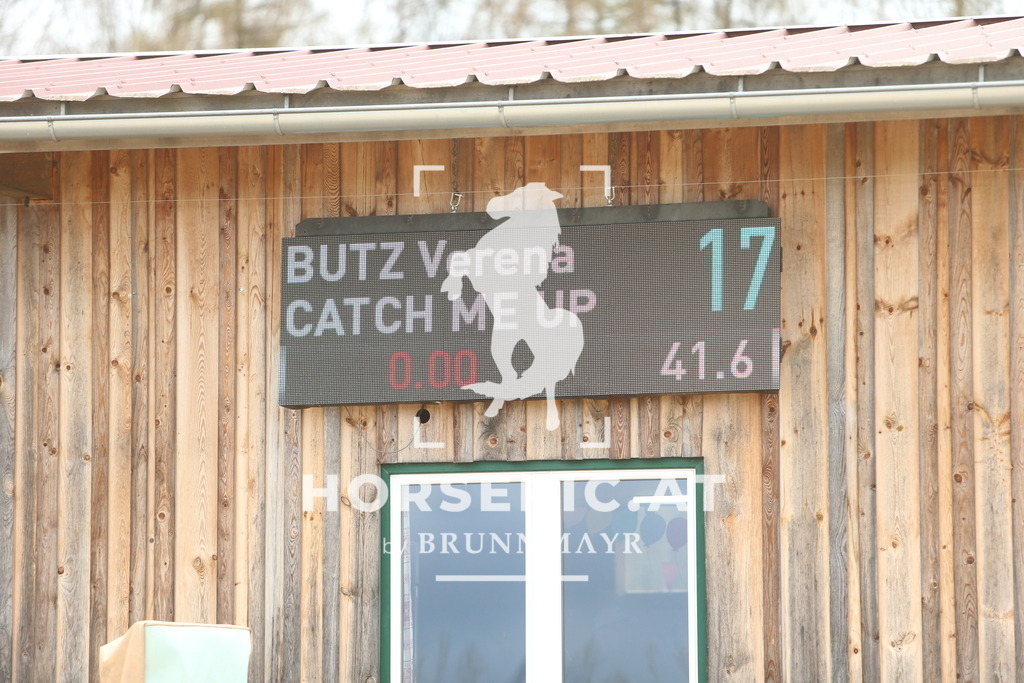 BUTZ Verena 17
CATCH ME UP
0.00 41.6
HORSEPIC.AT
by BRUNNMAYR